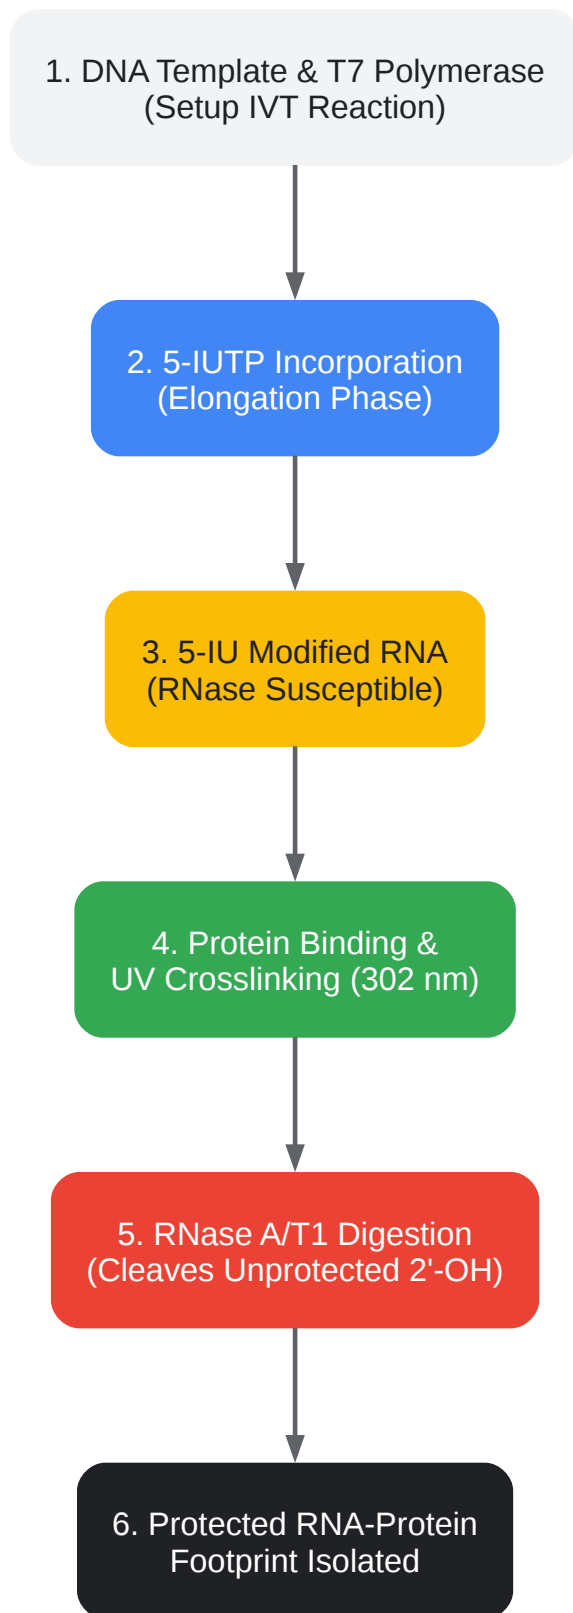 1. DNA Template & T7 Polymerase
(Setup IVT Reaction)
2. 5-IUTP Incorporation
(Elongation Phase)
3. 5-IU Modified RNA
(RNase Susceptible)
4. Protein Binding &
UV Crosslinking (302 nm)
5. RNase A/T1 Digestion
(Cleaves Unprotected 2'-OH)
6. Protected RNA-Protein
Footprint Isolated